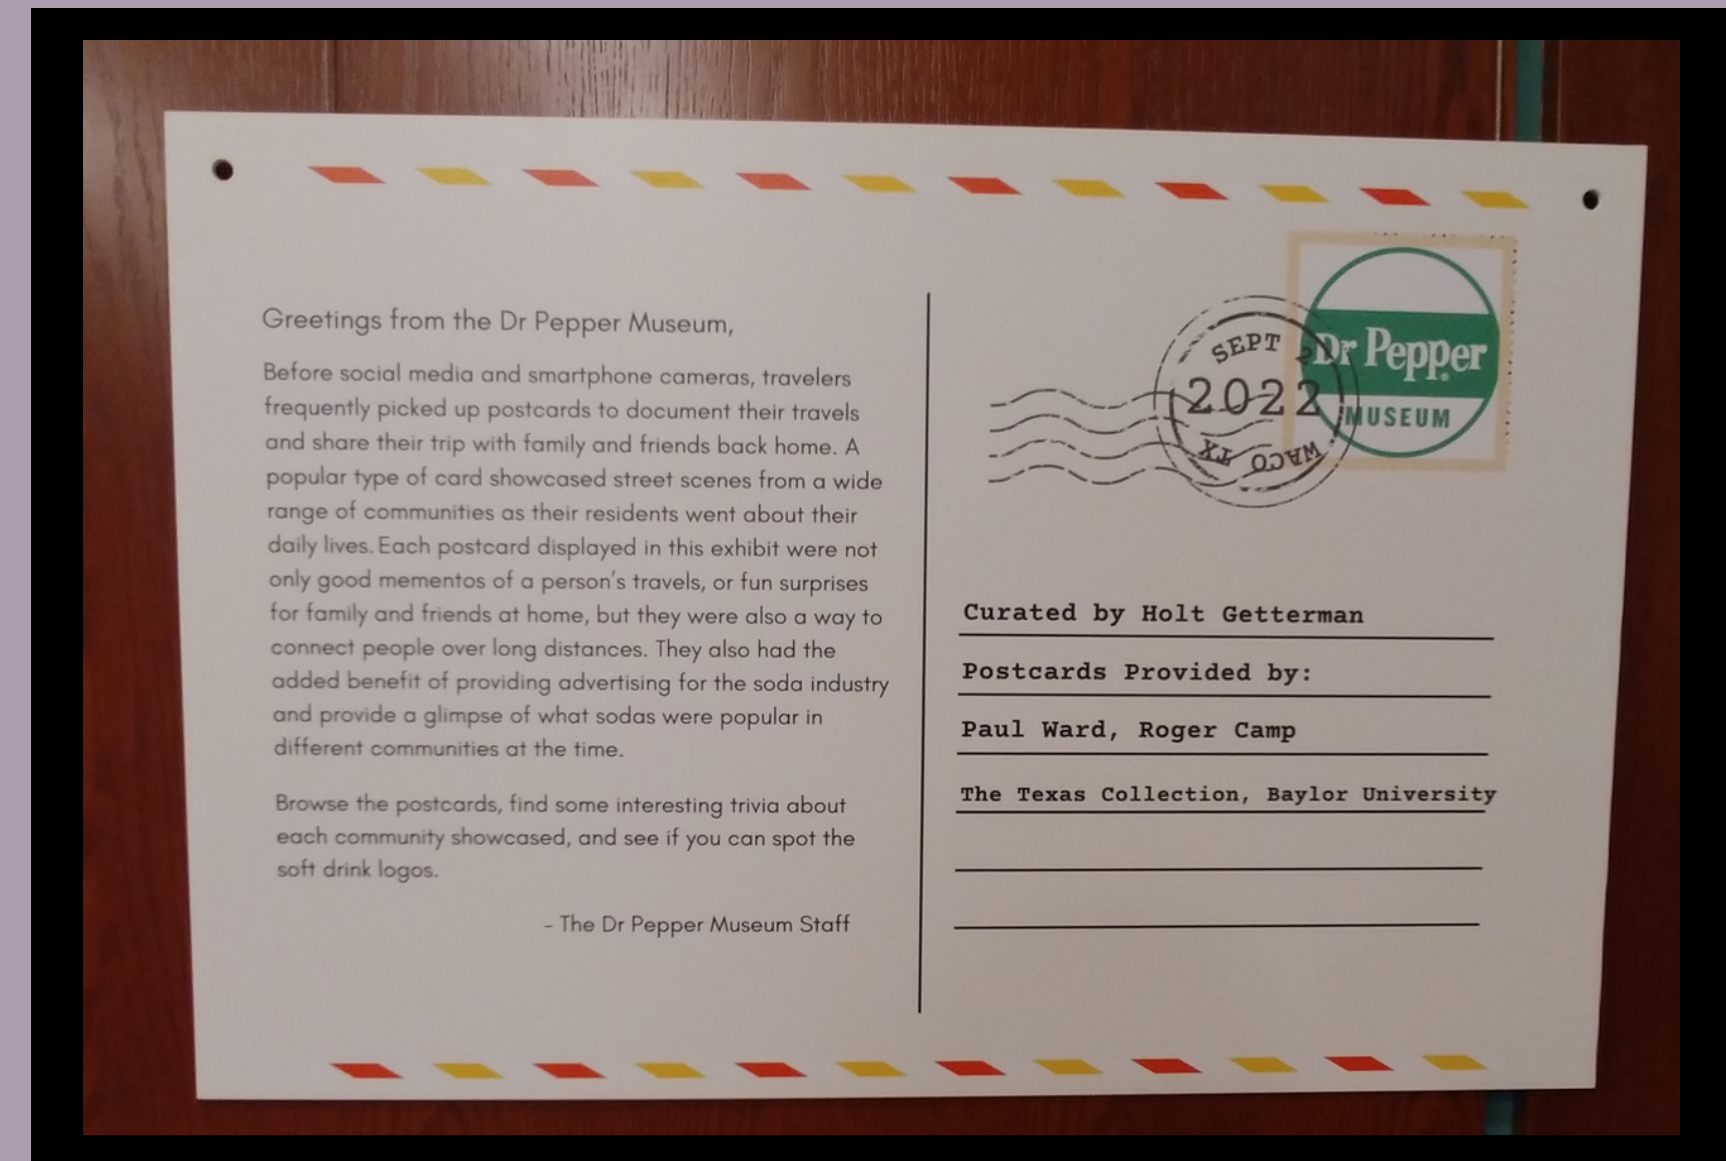 Greetings from the Dr Pepper Museum,
Before social media and smartphone cameras, travelers
frequently picked up postcards to document their travels
and share their trip with family and friends back home. A
popular type of card showcased street scenes from a wide
range of communities as their residents went about their
daily lives. Each postcard displayed in this exhibit were not
only good mementos of a person's travels, or fun surprises
for family and friends at home, but they were also a way to
connect people over long distances. They also had the
added benefit of providing advertising for the soda industry
and provide a glimpse of what sodas were popular in
different communities at the time.
Browse the postcards, find some interesting trivia about
each community showcased, and see if you can spot the
soft drink logos.
- The Dr Pepper Museum Staff
SEPT
2022
WACO TX
Dr Pepper
MUSEUM
Curated by Holt Getterman
Postcards Provided by:
Paul Ward, Roger Camp
The Texas Collection, Baylor University